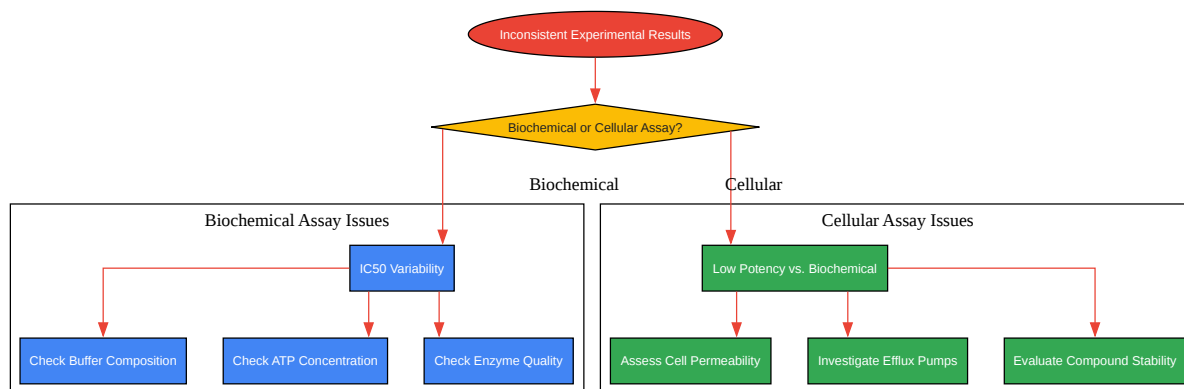 Inconsistent Experimental Results
Biochemical or Cellular Assay?
Biochemical
Cellular
Biochemical Assay Issues
Cellular Assay Issues
IC50 Variability
Low Potency vs. Biochemical
Check Buffer Composition
Check ATP Concentration
Check Enzyme Quality
Assess Cell Permeability
Investigate Efflux Pumps
Evaluate Compound Stability